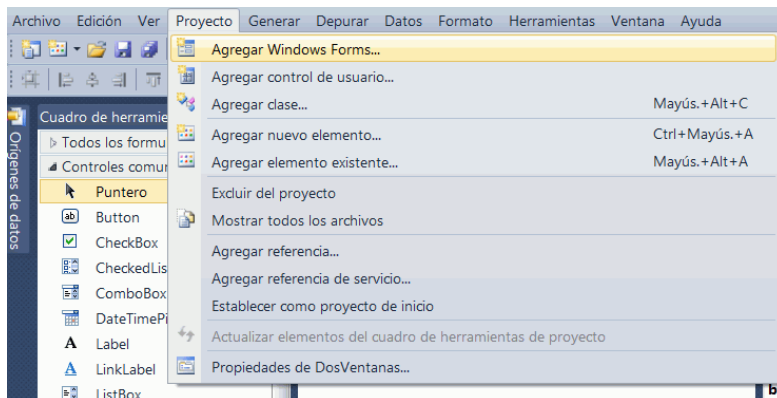 Archivo Edición Ver Proyecto Generar Depurar Datos Formato Herramientas Ventana Ayuda
Agregar Windows Forms...
Agregar control de usuario...
Agregar clase... Mayús.+Alt+C
Agregar nuevo elemento... Ctrl+Mayús.+A
Agregar elemento existente... Mayús.+Alt+A
Excluir del proyecto
Mostrar todos los archivos
Agregar referencia...
Agregar referencia de servicio...
Establecer como proyecto de inicio
Actualizar elementos del cuadro de herramientas de proyecto
Propiedades de DosVentanas...
Orígenes de datos
Cuadro de herramie
Todos los formu
Controles comur
Puntero
ab Button
CheckBox
CheckedLis
ComboBox
DateTimePi
A Label
A LinkLabel
ListBox
b